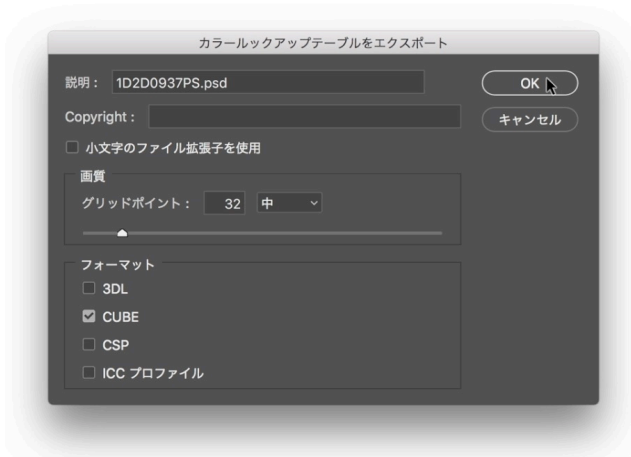 カラールックアップテーブルをエクスポート
説明： 1D2D0937PS.psd
OK
Copyright：
キャンセル
小文字のファイル拡張子を使用
画質
グリッドポイント： 32 中
フォーマット
3DL
CUBE
CSP
ICC プロファイル